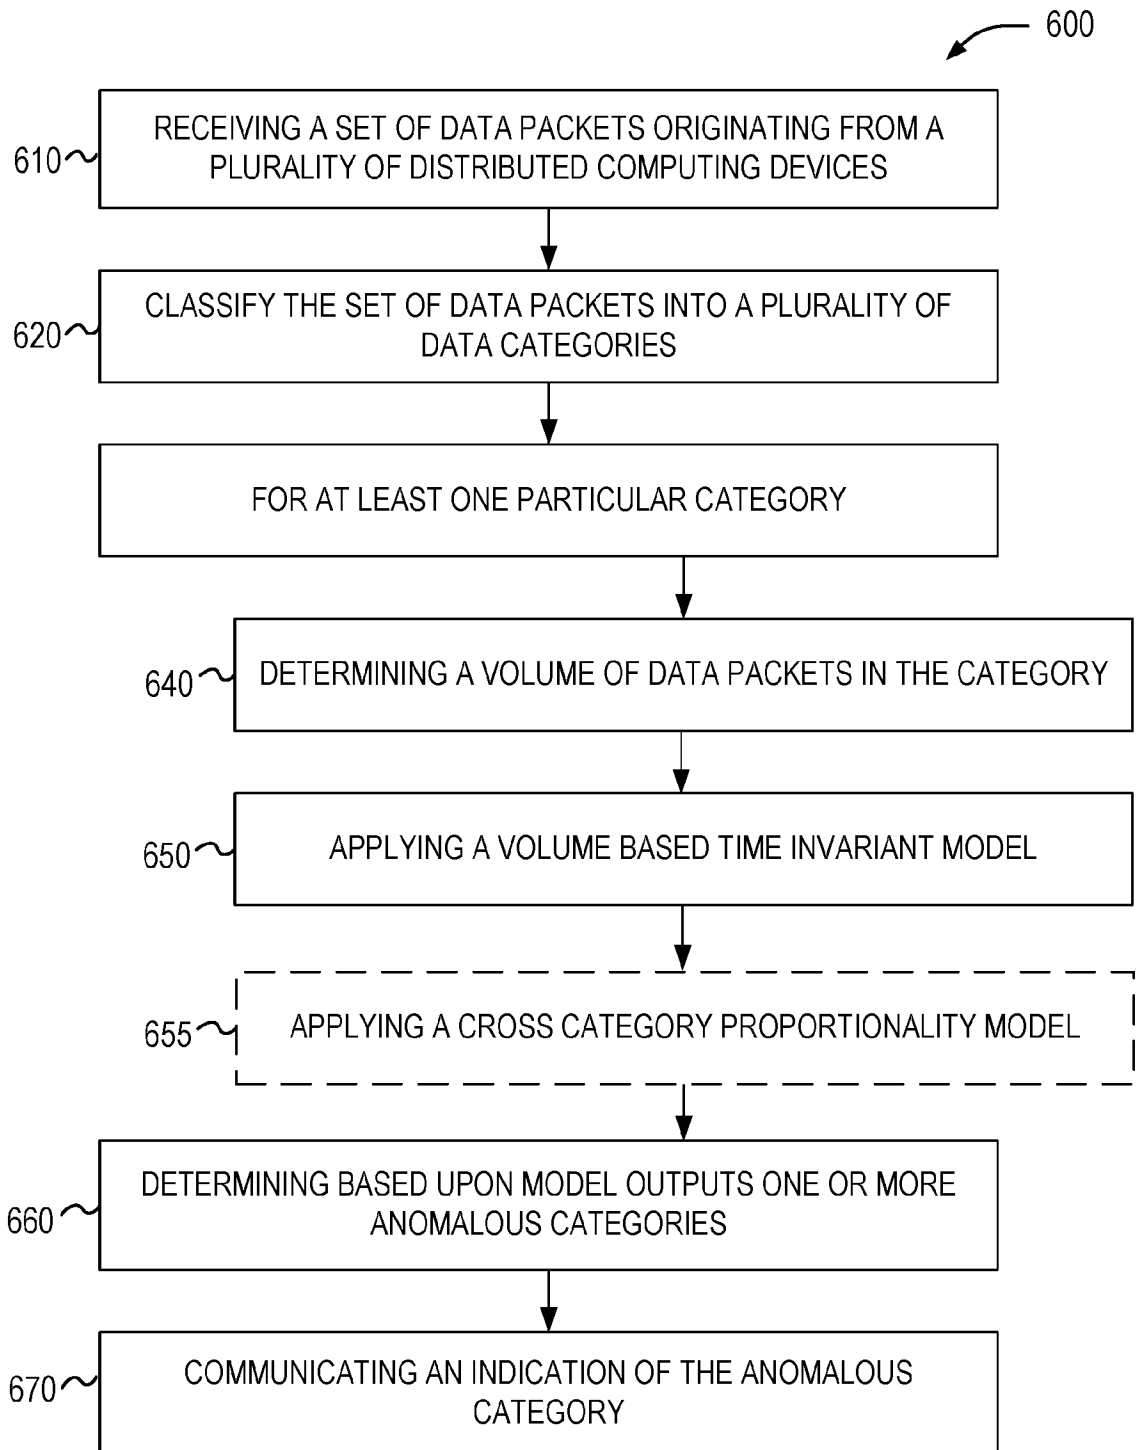 600
610
RECEIVING A SET OF DATA PACKETS ORIGINATING FROM A
PLURALITY OF DISTRIBUTED COMPUTING DEVICES
620
CLASSIFY THE SET OF DATA PACKETS INTO A PLURALITY OF
DATA CATEGORIES
FOR AT LEAST ONE PARTICULAR CATEGORY
640
DETERMINING A VOLUME OF DATA PACKETS IN THE CATEGORY
650
APPLYING A VOLUME BASED TIME INVARIANT MODEL
655
APPLYING A CROSS CATEGORY PROPORTIONALITY MODEL
660
DETERMINING BASED UPON MODEL OUTPUTS ONE OR MORE
ANOMALOUS CATEGORIES
670
COMMUNICATING AN INDICATION OF THE ANOMALOUS
CATEGORY